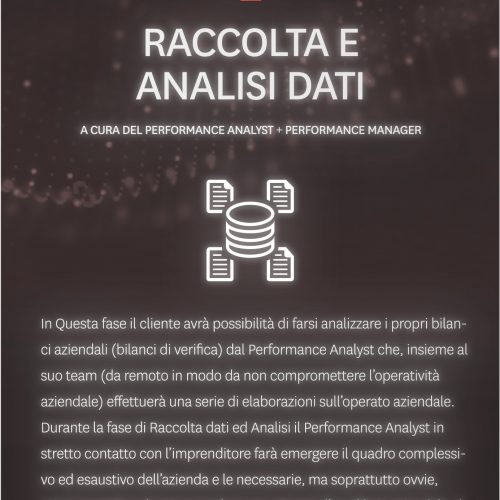 RACCOLTA E
ANALISI DATI
A CURA DEL PERFORMANCE ANALYST + PERFORMANCE MANAGER
In Questa fase il cliente avrà possibilità di farsi analizzare i propri bilan-
ci aziendali (bilanci di verifica) dal Performance Analyst che, insieme al
suo team (da remoto in modo da non compromettere l'operatività
aziendale) effettuerà una serie di elaborazioni sull'operato aziendale.
Durante la fase di Raccolta dati ed Analisi il Performance Analyst in
stretto contatto con l'imprenditore farà emergere il quadro complessi-
vo ed esaustivo dell'azienda e le necessarie, ma soprattutto ovvie,